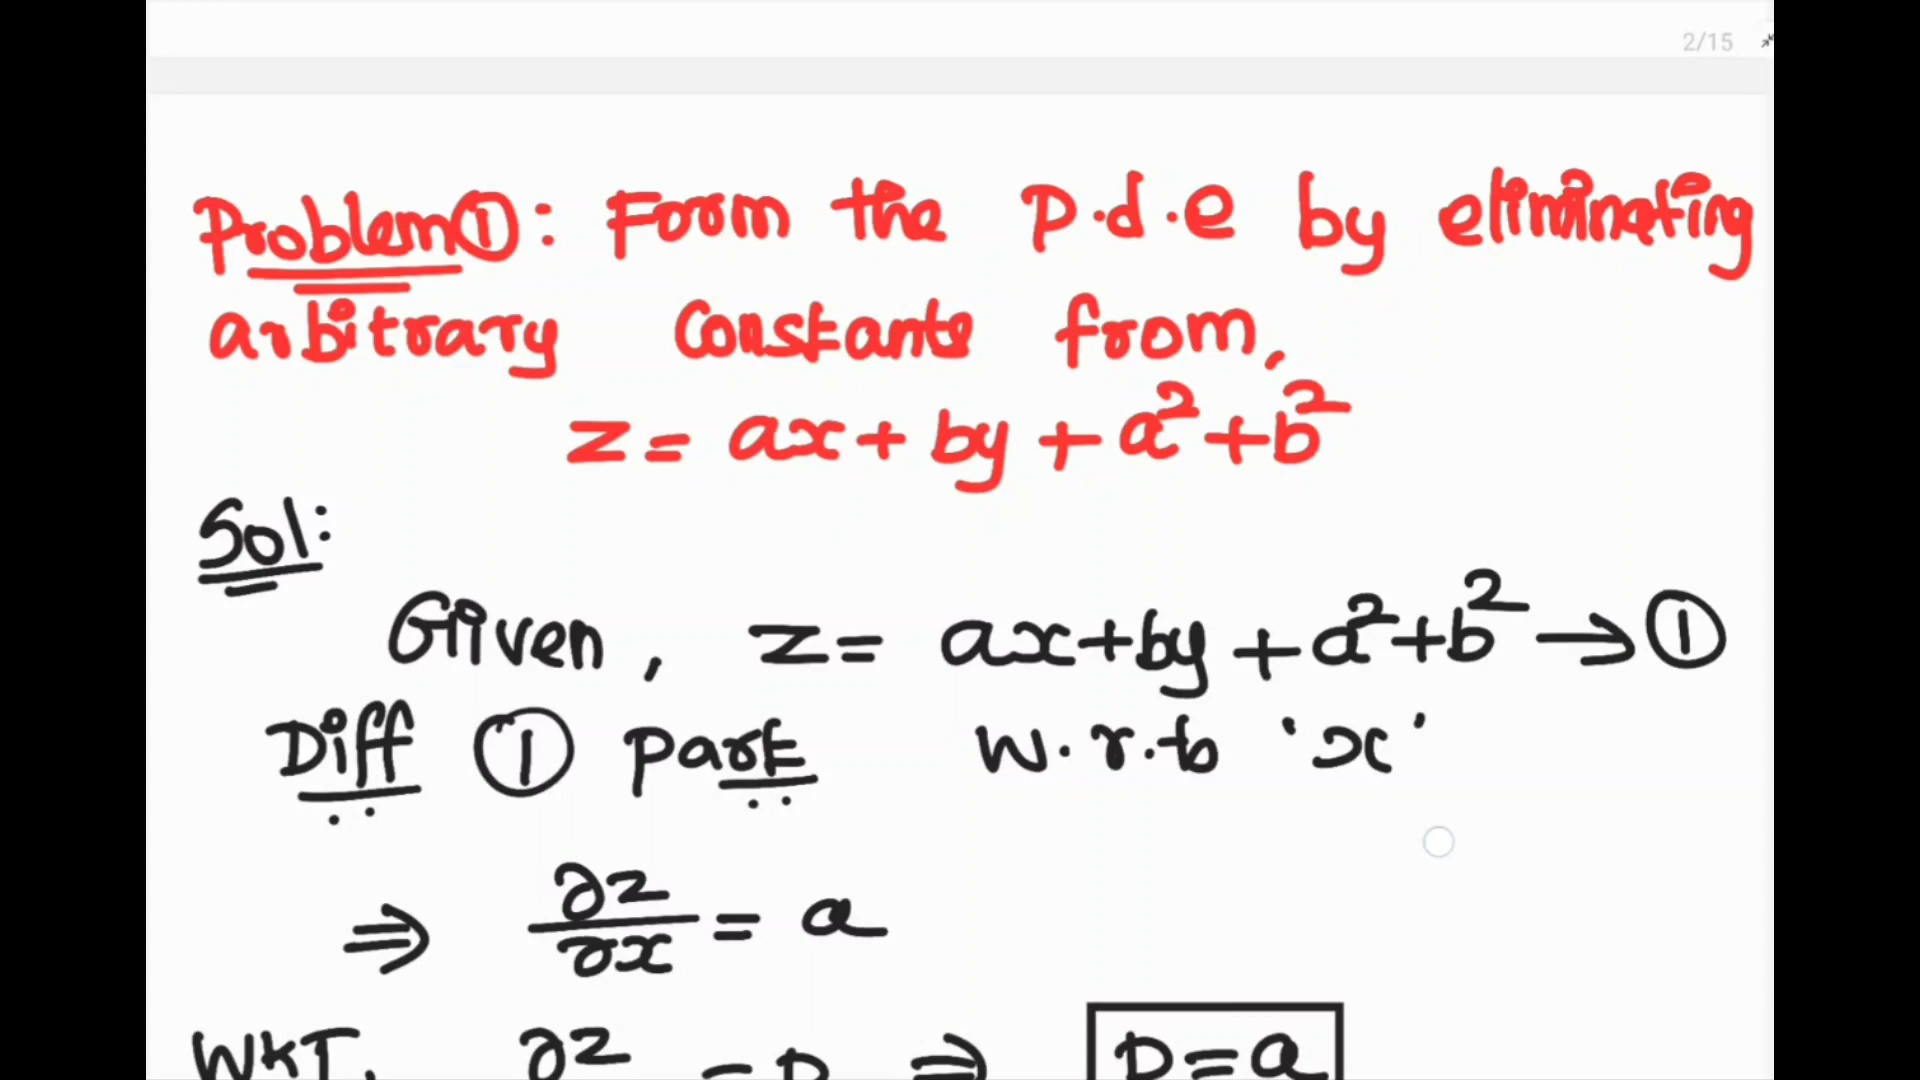 2/15
Problem①: Form the P.d.e by eliminating
arbitrary Constants from,
z = ax + by + a² + b²
Sol:
Given, z = ax + by + a² + b² → ①
Diff ① part w.r.to 'x'
⇒ ∂z/∂x = a
WKT, ∂z = P ⇒ P = a